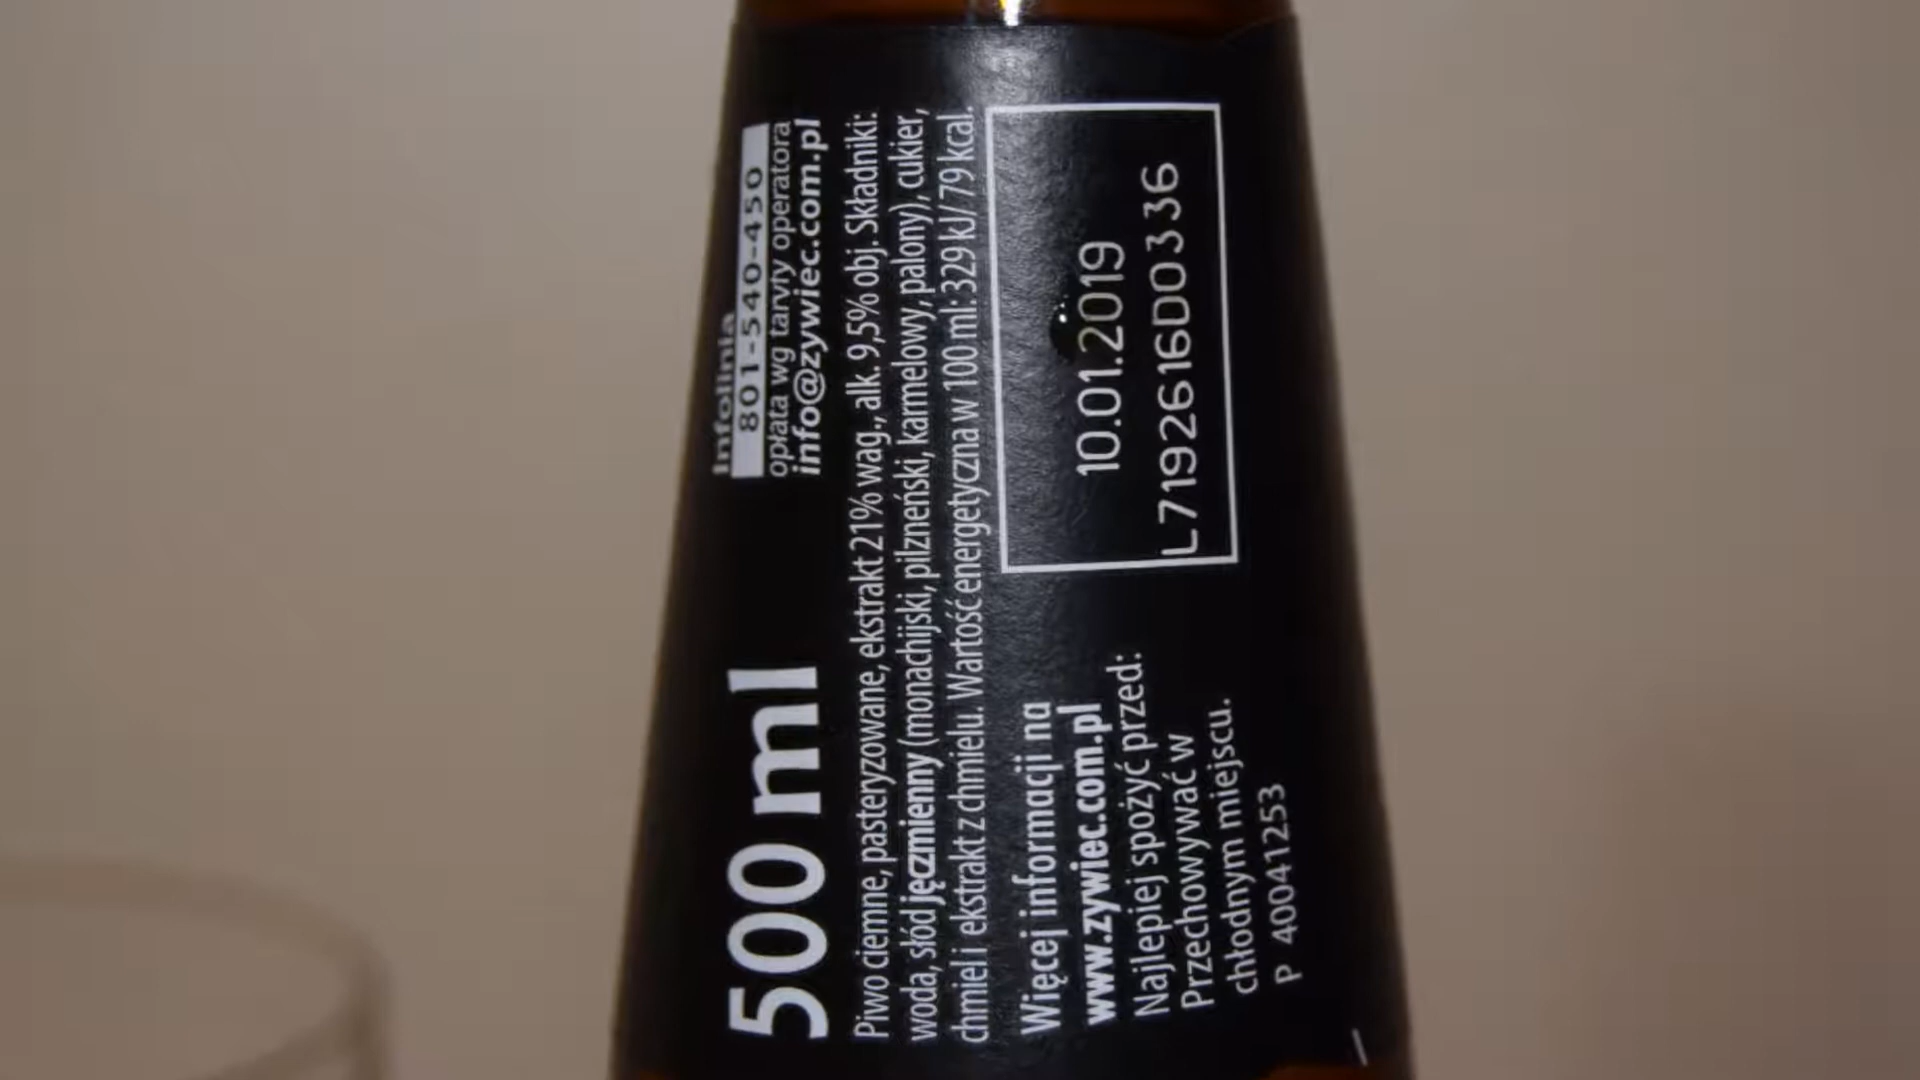 500 ml
Infolinia
801-540-450
opłata wg taryfy operatora
info@zywiec.com.pl
Piwo ciemne, pasteryzowane, ekstrakt 21% wag., alk. 9,5% obj. Składniki:
woda, słód jęczmienny (monachijski, pilzneński, karmelowy, palony), cukier,
chmiel i ekstrakt z chmielu. Wartość energetyczna w 100 ml: 329 kJ/ 79 kcal.
Więcej informacji na
www.zywiec.com.pl
Najlepiej spożyć przed:
Przechowywać w
chłodnym miejscu.
P 40041253
10.01.2019
L7192616D00336